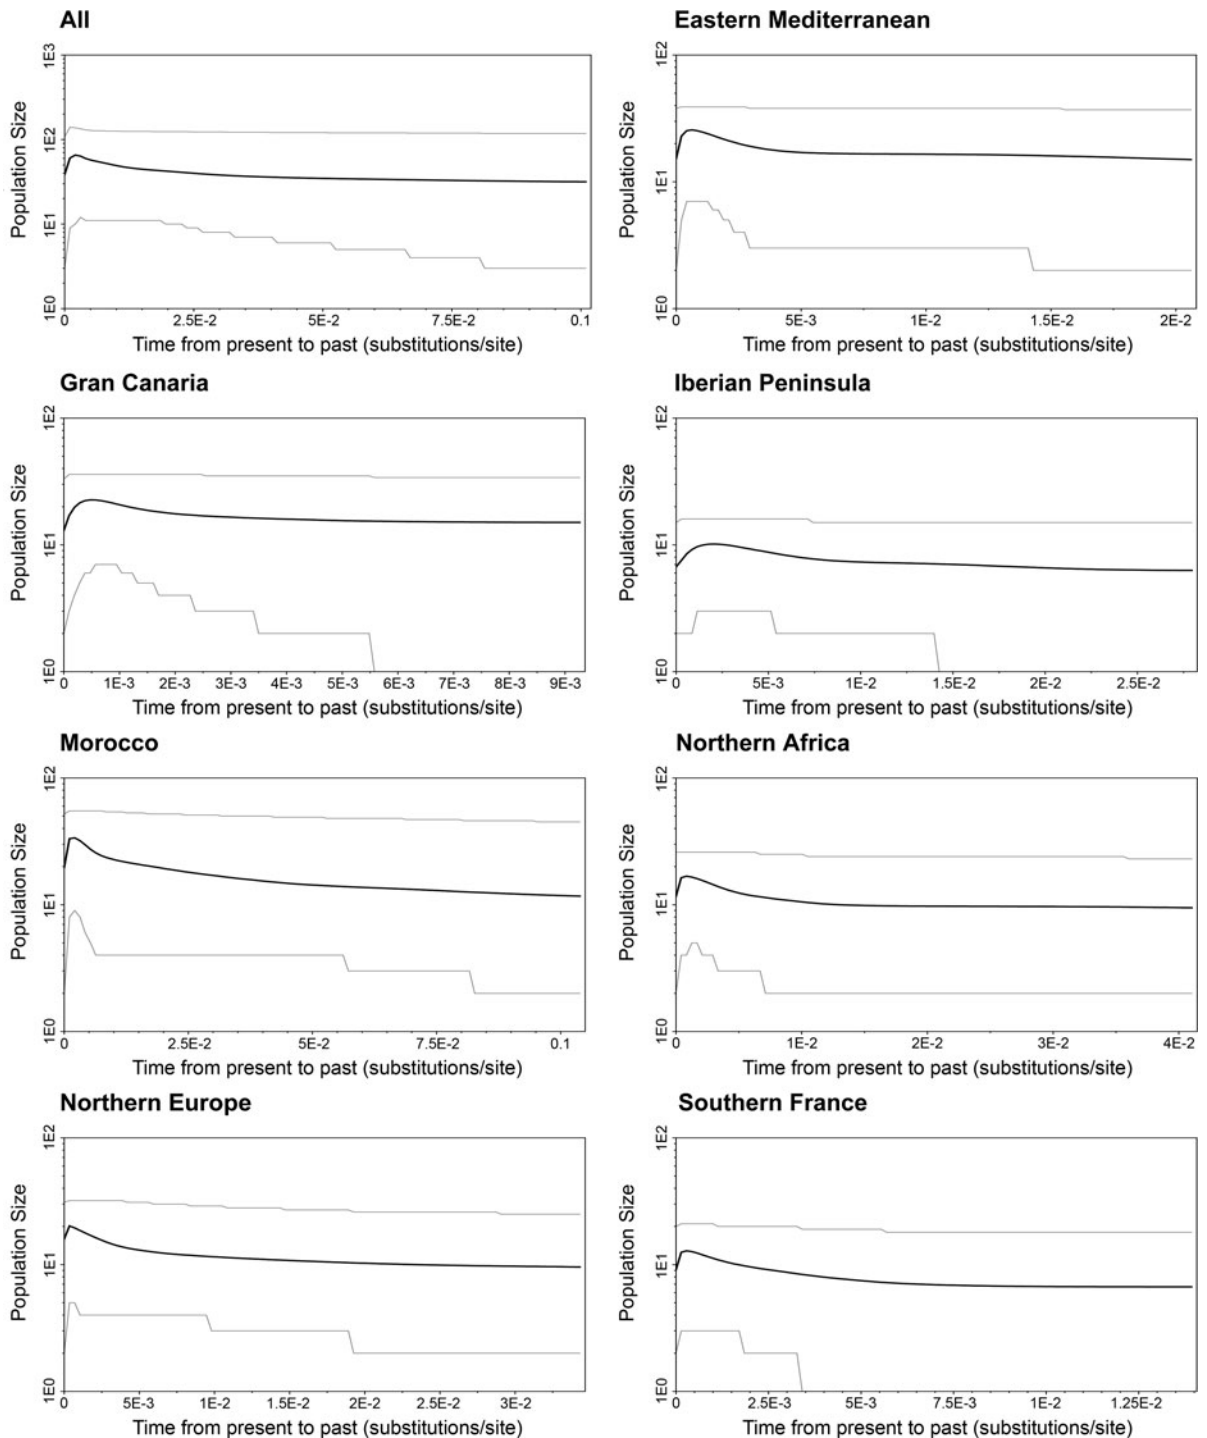 All
Population Size
1E3
1E2
1E1
1E0
0 2.5E-2 5E-2 7.5E-2 0.1
Time from present to past (substitutions/site)
Eastern Mediterranean
Population Size
1E2
1E1
1E0
0 5E-3 1E-2 1.5E-2 2E-2
Time from present to past (substitutions/site)
Gran Canaria
Population Size
1E2
1E1
1E0
0 1E-3 2E-3 3E-3 4E-3 5E-3 6E-3 7E-3 8E-3 9E-3
Time from present to past (substitutions/site)
Iberian Peninsula
Population Size
1E2
1E1
1E0
0 5E-3 1E-2 1.5E-2 2E-2 2.5E-2
Time from present to past (substitutions/site)
Morocco
Population Size
1E2
1E1
1E0
0 2.5E-2 5E-2 7.5E-2 0.1
Time from present to past (substitutions/site)
Northern Africa
Population Size
1E2
1E1
1E0
0 1E-2 2E-2 3E-2 4E-2
Time from present to past (substitutions/site)
Northern Europe
Population Size
1E2
1E1
1E0
0 5E-3 1E-2 1.5E-2 2E-2 2.5E-2 3E-2
Time from present to past (substitutions/site)
Southern France
Population Size
1E2
1E1
1E0
0 2.5E-3 5E-3 7.5E-3 1E-2 1.25E-2
Time from present to past (substitutions/site)